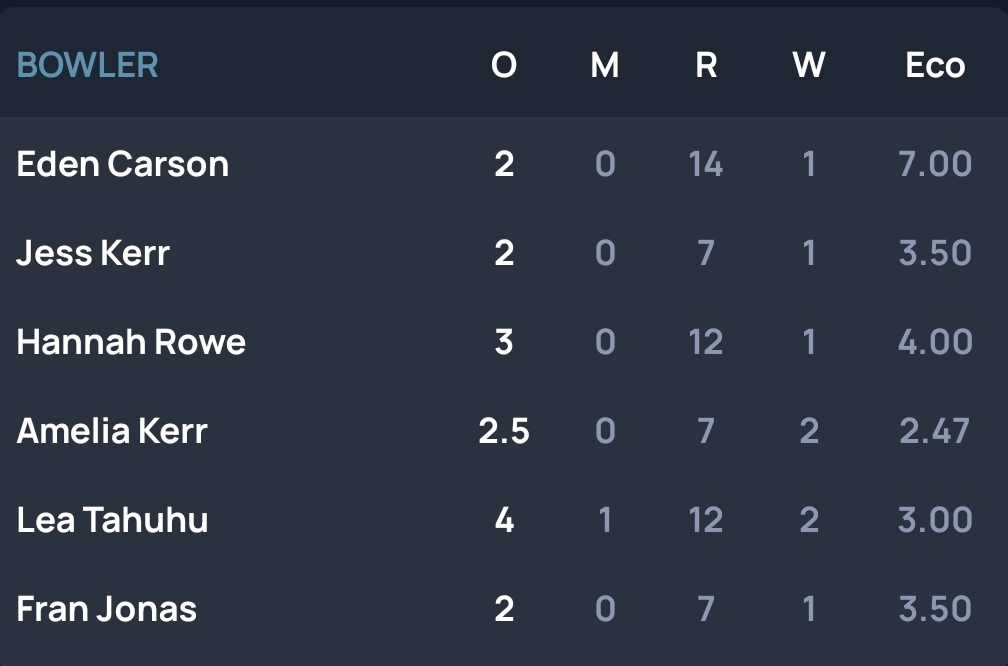 BOWLER O M R W Eco
Eden Carson 2 0 14 1 7.00
Jess Kerr 2 0 7 1 3.50
Hannah Rowe 3 0 12 1 4.00
Amelia Kerr 2.5 0 7 2 2.47
Lea Tahuhu 4 1 12 2 3.00
Fran Jonas 2 0 7 1 3.50